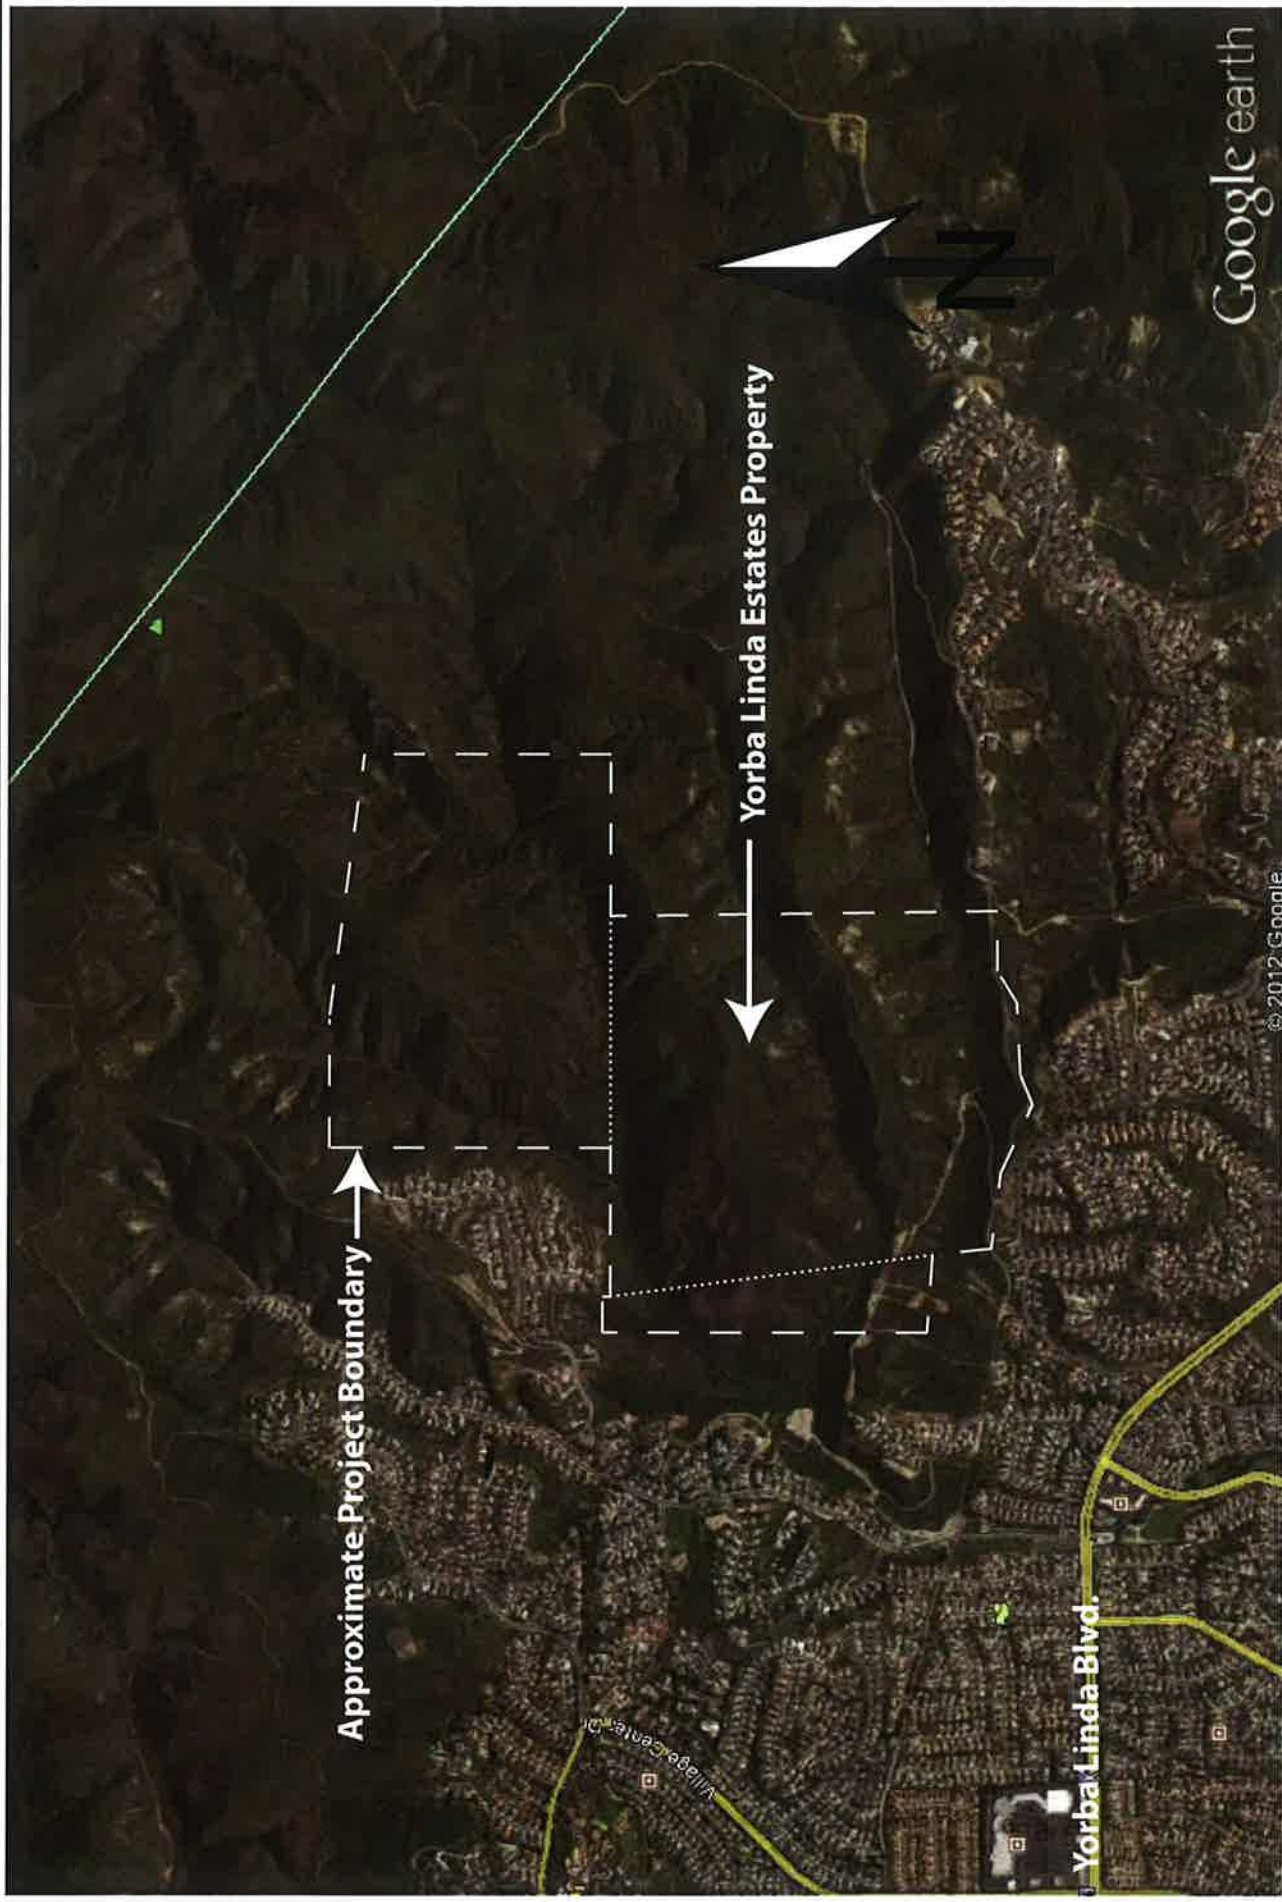 Approximate Project Boundary
Yorba Linda Estates Property
N
Village Center Dr
Yorba Linda Blvd.
© 2012 Google
Google earth